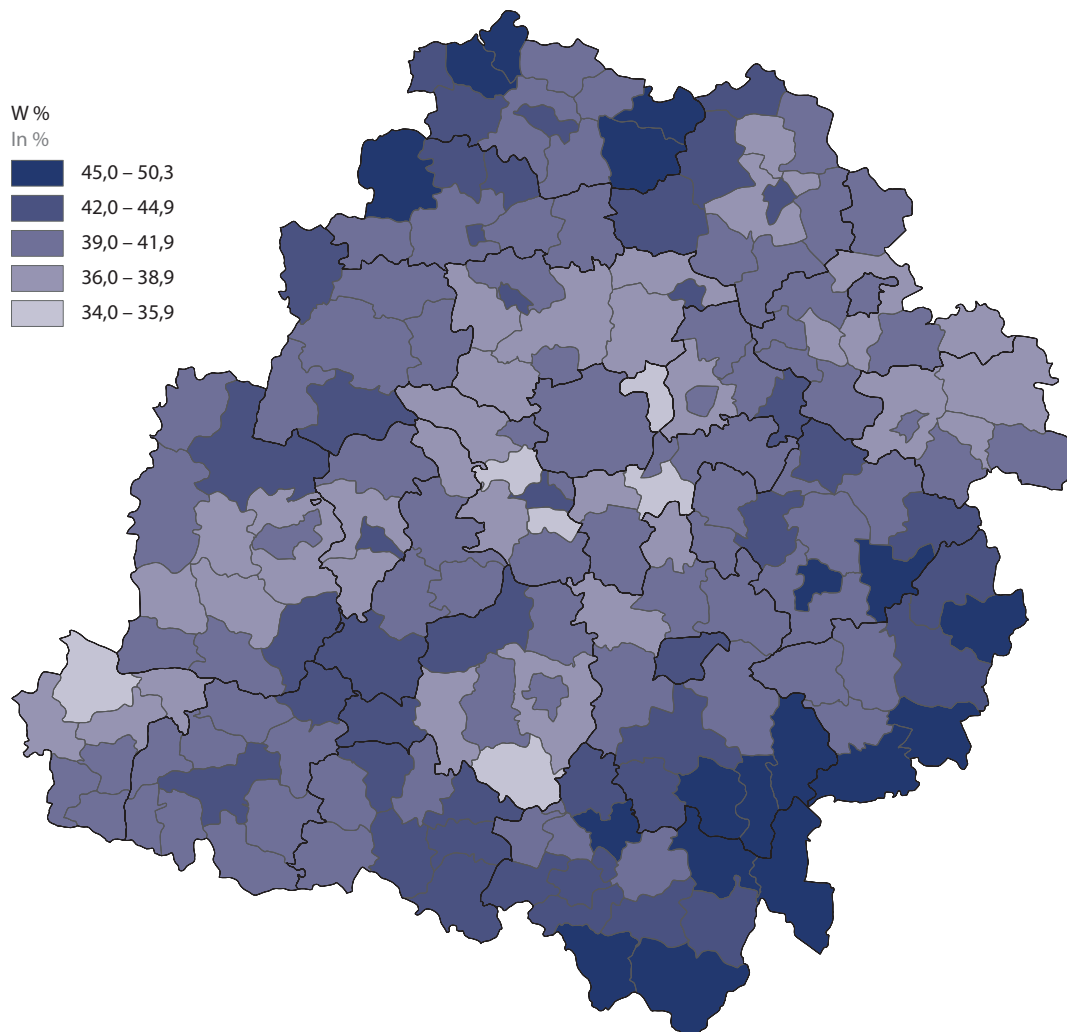 W %
In %
45,0 – 50,3
42,0 – 44,9
39,0 – 41,9
36,0 – 38,9
34,0 – 35,9